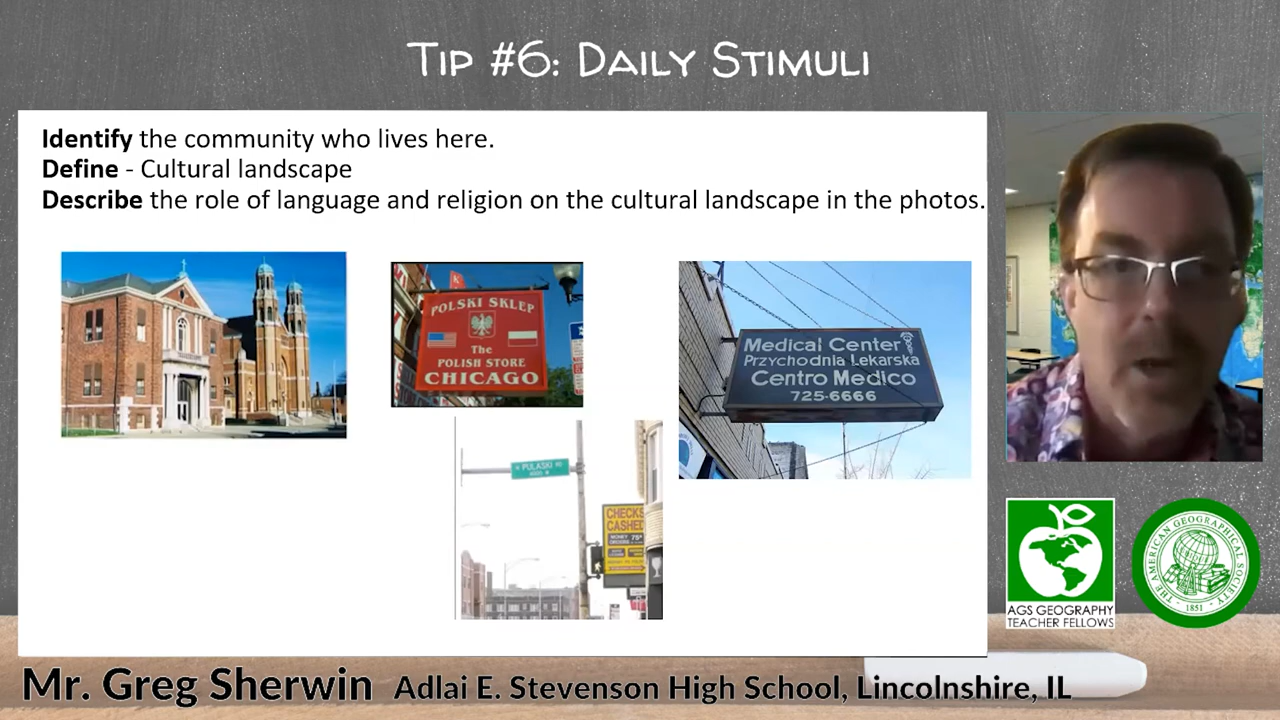 Tip #6: Daily Stimuli
Identify the community who lives here.
Define - Cultural landscape
Describe the role of language and religion on the cultural landscape in the photos.
POLSKI SKLEP
The
POLISH STORE
CHICAGO
Medical Center
Przychodnia Lekarska
Centro Medico
725-6666
PULASKI
CHECKS
CASHED
AGS GEOGRAPHY
TEACHER FELLOWS
THE AMERICAN GEOGRAPHICAL SOCIETY
1851
Mr. Greg Sherwin Adlai E. Stevenson High School, Lincolnshire, IL